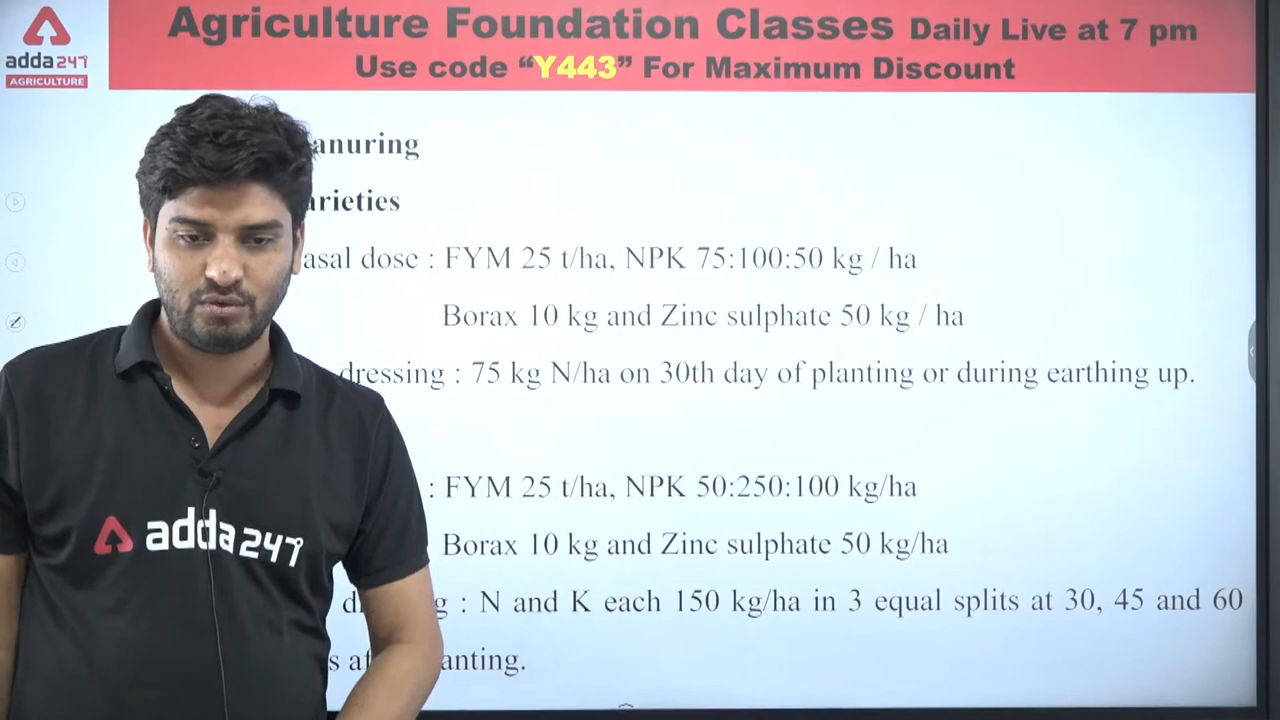 Agriculture Foundation Classes Daily Live at 7 pm
Use code “Y443” For Maximum Discount
adda247
AGRICULTURE
anuring
arieties
asal dose : FYM 25 t/ha, NPK 75:100:50 kg / ha
Borax 10 kg and Zinc sulphate 50 kg / ha
dressing : 75 kg N/ha on 30th day of planting or during earthing up.
: FYM 25 t/ha, NPK 50:250:100 kg/ha
Borax 10 kg and Zinc sulphate 50 kg/ha
g : N and K each 150 kg/ha in 3 equal splits at 30, 45 and 60
anting.
adda247